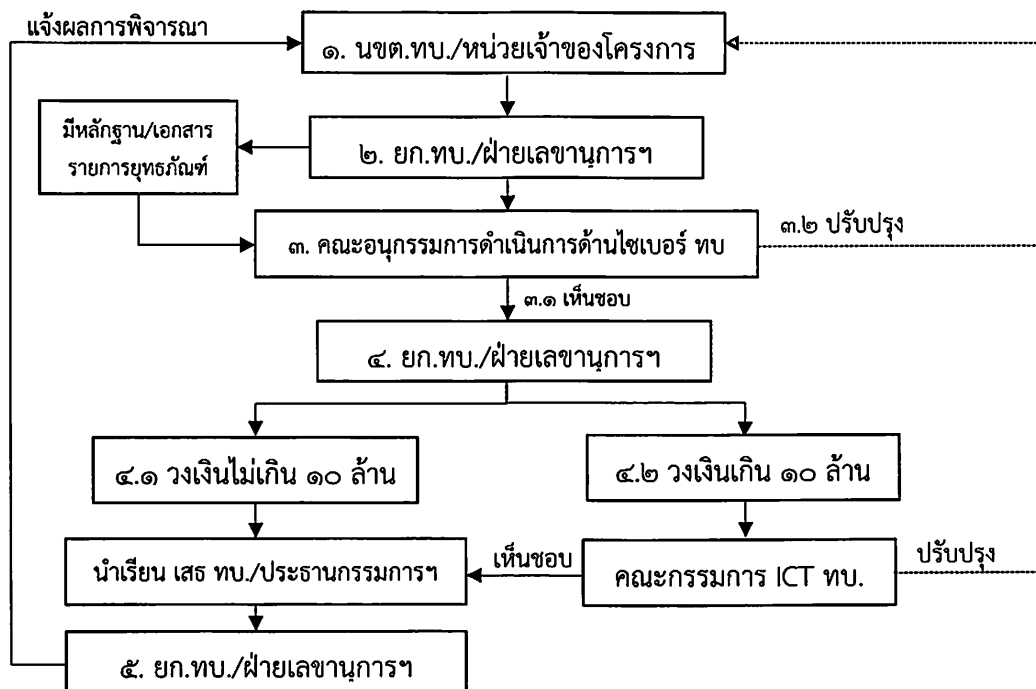 แจ้งผลการพิจารณา
๑. นขต.ทบ./หน่วยเจ้าของโครงการ
มีหลักฐาน/เอกสาร
รายการยุทธภัณฑ์
๒. ยก.ทบ./ฝ่ายเลขานุการฯ
๓. คณะอนุกรรมการดำเนินการด้านไซเบอร์ ทบ
๓.๒ ปรับปรุง
๓.๑ เห็นชอบ
๔. ยก.ทบ./ฝ่ายเลขานุการฯ
๔.๑ วงเงินไม่เกิน ๑๐ ล้าน
๔.๒ วงเงินเกิน ๑๐ ล้าน
นำเรียน เสธ ทบ./ประธานกรรมการฯ
เห็นชอบ
คณะกรรมการ ICT ทบ.
ปรับปรุง
๕. ยก.ทบ./ฝ่ายเลขานุการฯ